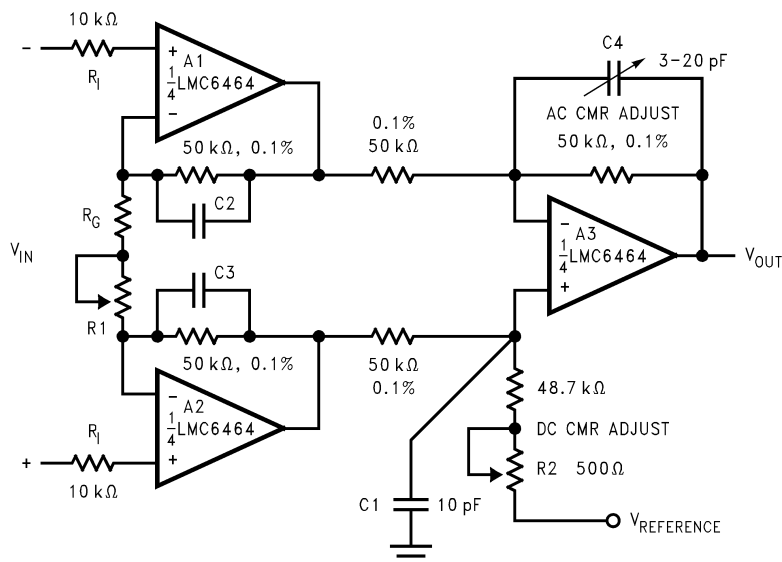 10 kΩ
−
R_I
+
A1
1/4 LMC6464
−
50 kΩ, 0.1%
C2
0.1%
50 kΩ
C4
3–20 pF
AC CMR ADJUST
50 kΩ, 0.1%
R_G
V_IN
R1
C3
50 kΩ, 0.1%
−
A3
1/4 LMC6464
+
V_OUT
50 kΩ
0.1%
−
A2
1/4 LMC6464
+
R_I
+
10 kΩ
48.7 kΩ
DC CMR ADJUST
R2 500Ω
C1
10 pF
V_REFERENCE